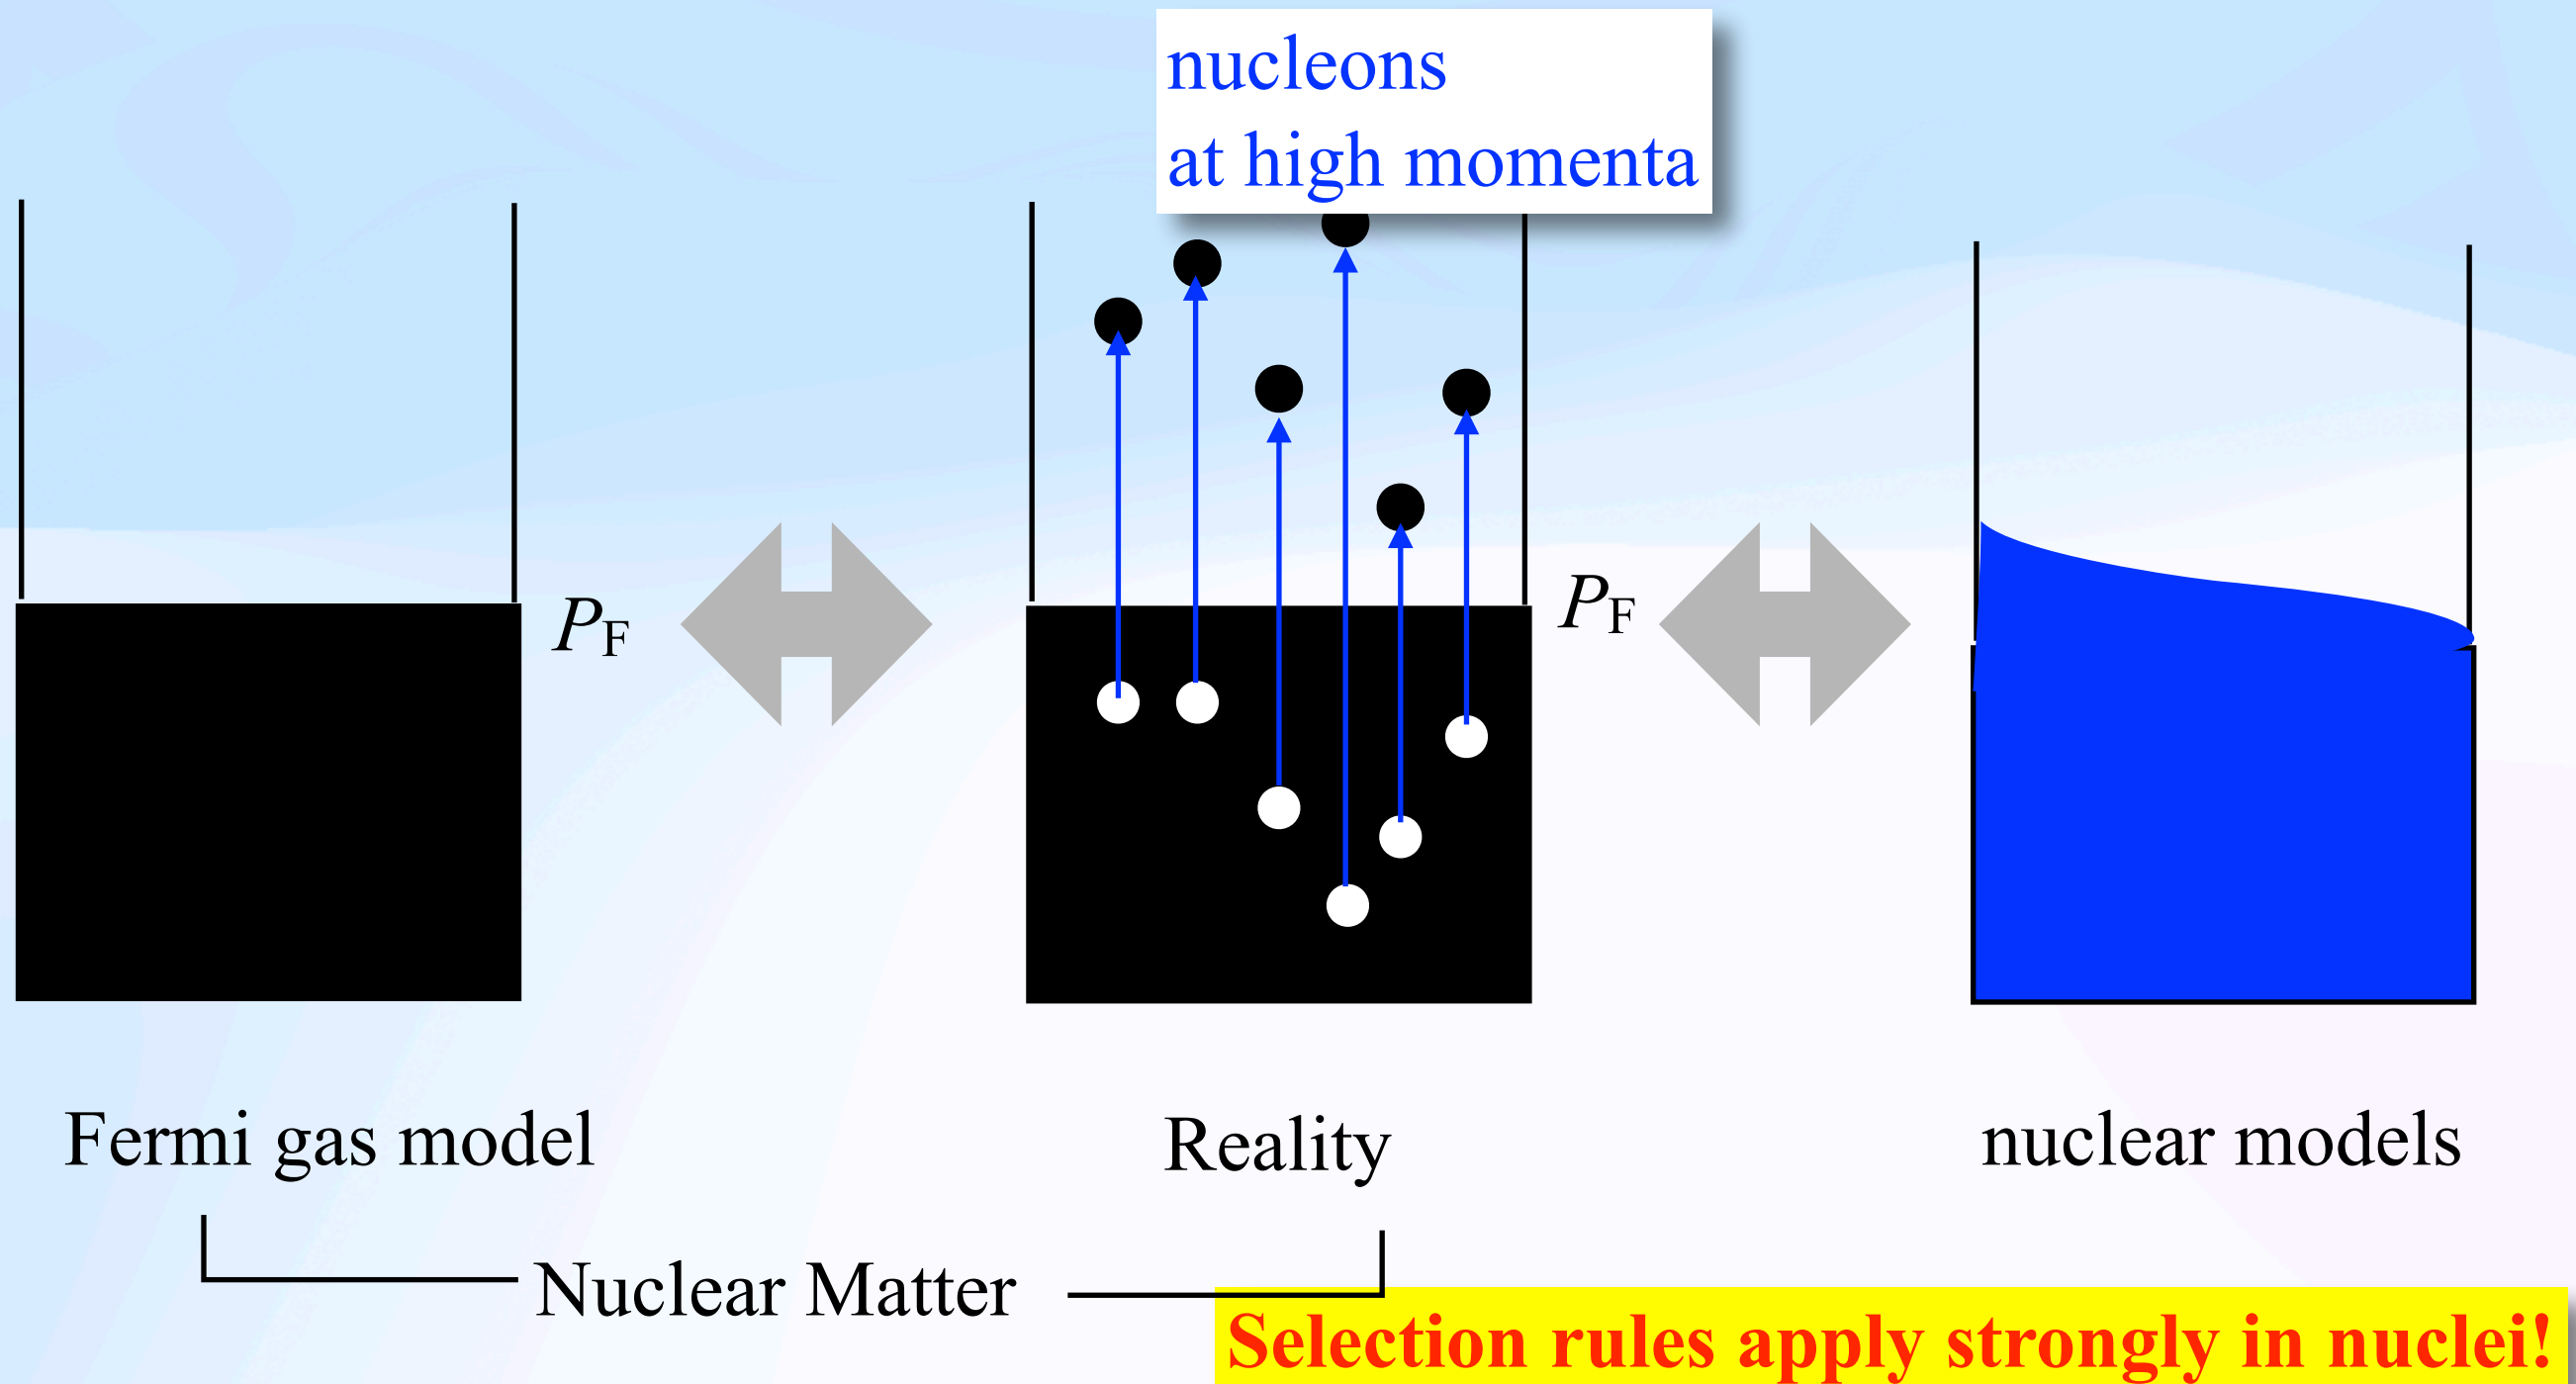 nucleons
at high momenta
PF
PF
Fermi gas model
Reality
nuclear models
Nuclear Matter
Selection rules apply strongly in nuclei!